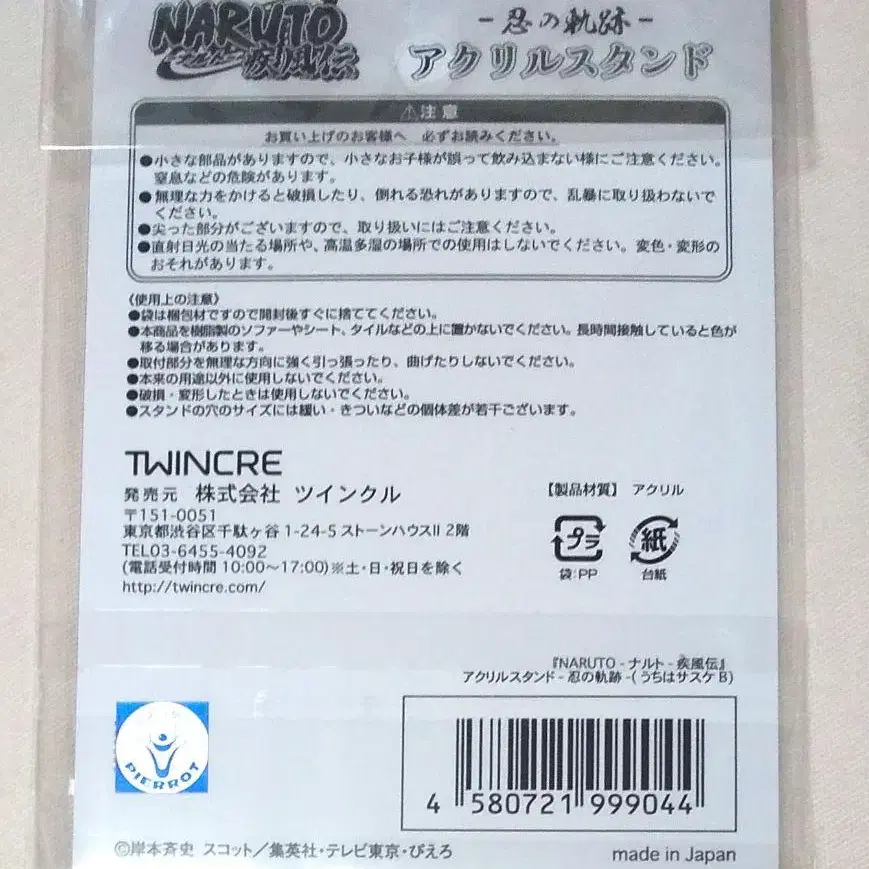 NARUTO
ナルト
疾風伝
-忍の軌跡-
アクリルスタンド
⚠注意
お買い上げのお客様へ 必ずお読みください。
●小さな部品がありますので、小さなお子様が誤って飲み込まない様にご注意ください。
窒息などの危険があります。
●無理な力をかけると破損したり、倒れる恐れがありますので、乱暴に取り扱わないで
ください。
●尖った部分がございますので、取り扱いにはご注意ください。
●直射日光の当たる場所や、高温多湿の場所での使用はしないでください。変色・変形の
おそれがあります。
〈使用上の注意〉
●袋は梱包材ですので開封後すぐに捨ててください。
●本商品を樹脂製のソファーやシート、タイルなどの上に置かないでください。長時間接触していると色が
移る場合があります。
●取付部分を無理な方向に強く引っ張ったり、曲げたりしないでください。
●本来の用途以外に使用しないでください。
●破損・変形したときは使用しないでください。
●スタンドの穴のサイズには緩い・きついなどの個体差が若干ございます。
TWINCRE
発売元 株式会社 ツインクル
〒151-0051
東京都渋谷区千駄ヶ谷 1-24-5 ストーンハウスII 2階
TEL03-6455-4092
(電話受付時間 10:00〜17:00)※土・日・祝日を除く
http://twincre.com/
【製品材質】 アクリル
プラ
紙
袋:PP
台紙
『NARUTO -ナルト- 疾風伝』
アクリルスタンド -忍の軌跡-(うちはサスケB)
PIERROT
4 580721 999044
©岸本斉史 スコット/集英社・テレビ東京・ぴえろ
made in Japan